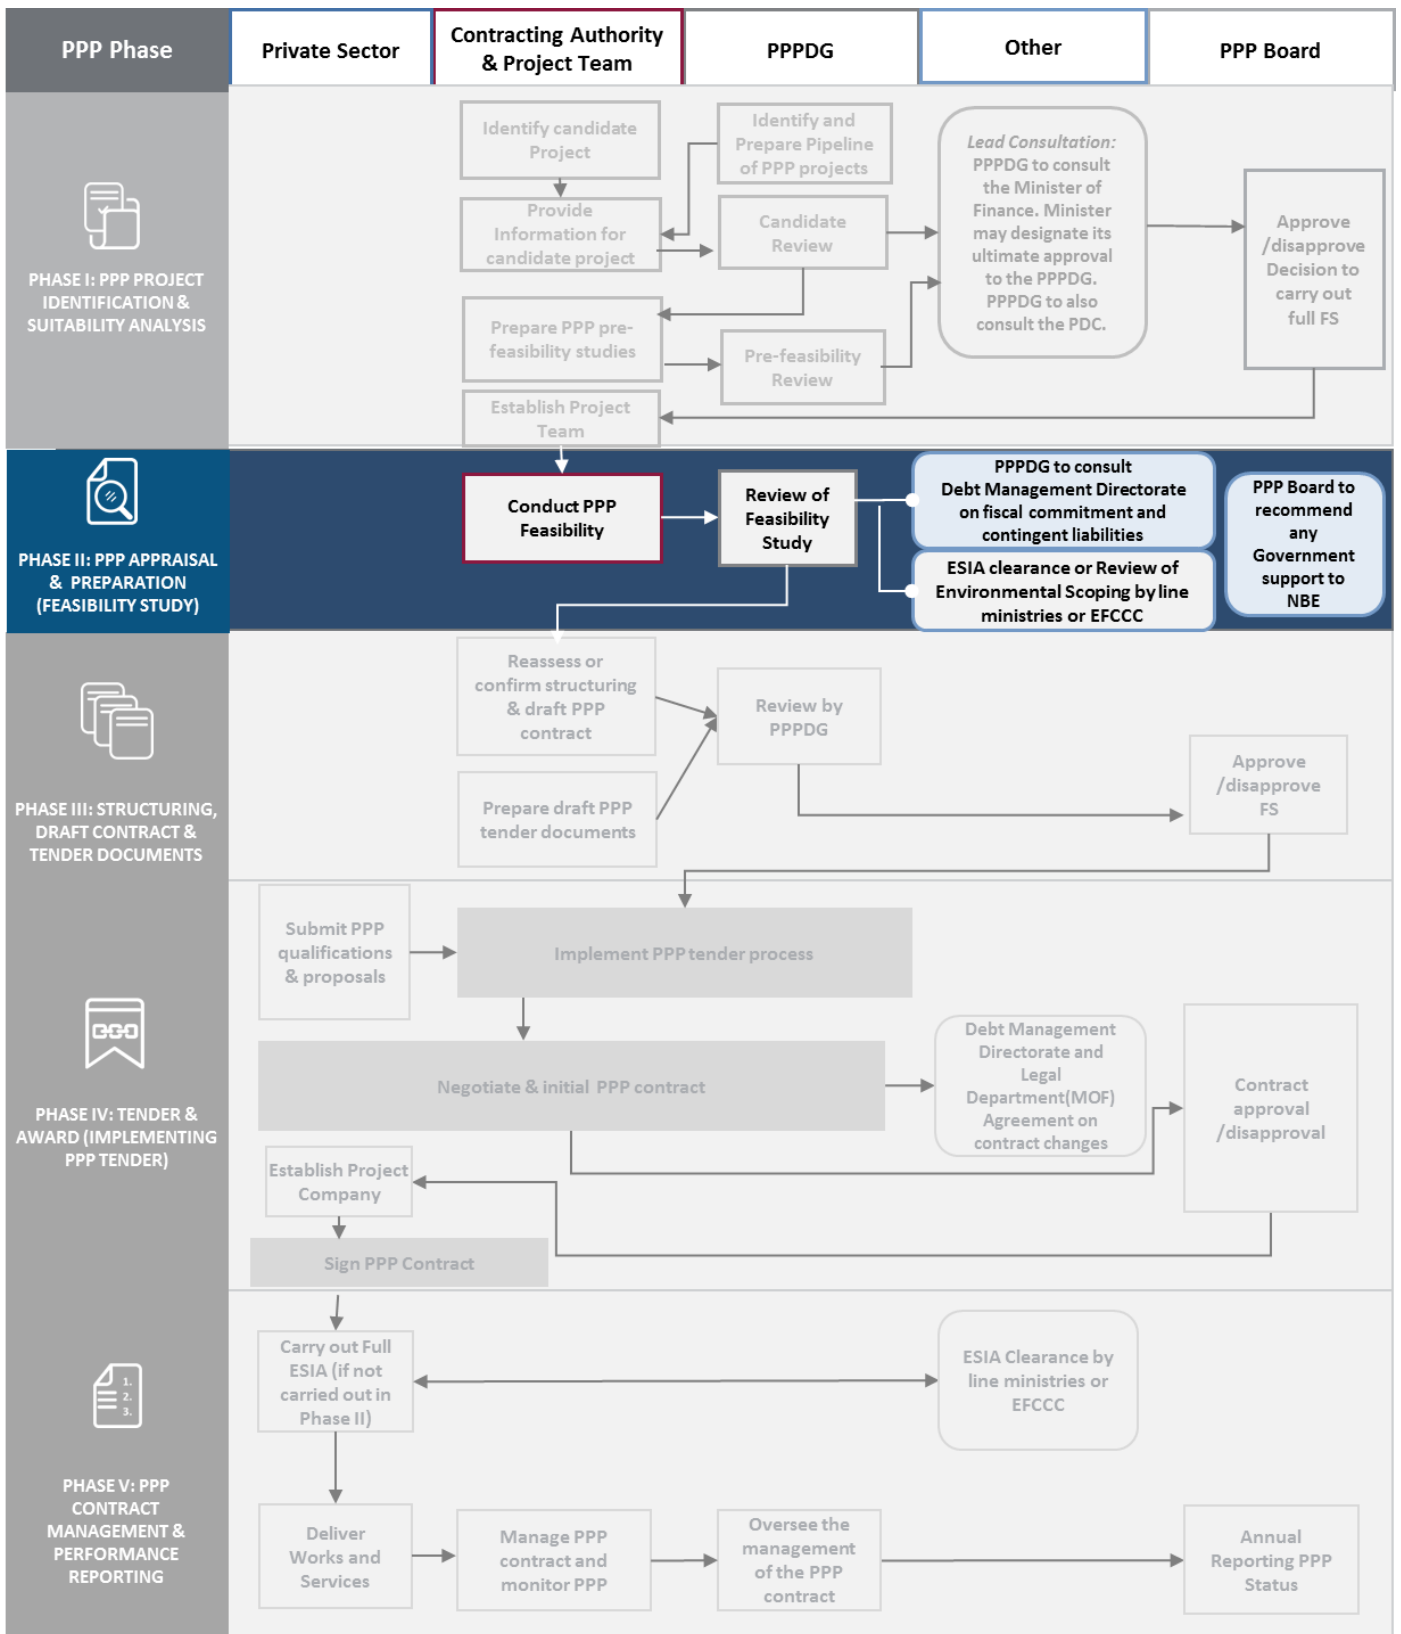 PPP Phase
Private Sector
Contracting Authority
& Project Team
PPPDG
Other
PPP Board
PHASE I: PPP PROJECT
IDENTIFICATION &
SUITABILITY ANALYSIS
Identify candidate
Project
Identify and
Prepare Pipeline
of PPP projects
Provide
Information for
candidate project
Candidate
Review
Lead Consultation:
PPPDG to consult
the Minister of
Finance. Minister
may designate its
ultimate approval
to the PPPDG.
PPPDG to also
consult the PDC.
Approve
/disapprove
Decision to
carry out
full FS
Prepare PPP pre-
feasibility studies
Pre-feasibility
Review
Establish Project
Team
PHASE II: PPP APPRAISAL
& PREPARATION
(FEASIBILITY STUDY)
Conduct PPP
Feasibility
Review of
Feasibility
Study
PPPDG to consult
Debt Management Directorate
on fiscal commitment and
contingent liabilities
ESIA clearance or Review of
Environmental Scoping by line
ministries or EFCCC
PPP Board to
recommend
any
Government
support to
NBE
PHASE III: STRUCTURING,
DRAFT CONTRACT &
TENDER DOCUMENTS
Reassess or
confirm structuring
& draft PPP
contract
Review by
PPPDG
Prepare draft PPP
tender documents
Approve
/disapprove
FS
PHASE IV: TENDER &
AWARD (IMPLEMENTING
PPP TENDER)
Submit PPP
qualifications
& proposals
Implement PPP tender process
Negotiate & initial PPP contract
Debt Management
Directorate and
Legal
Department(MOF)
Agreement on
contract changes
Contract
approval
/disapproval
Establish Project
Company
Sign PPP Contract
PHASE V: PPP
CONTRACT
MANAGEMENT &
PERFORMANCE
REPORTING
1.
2.
3.
Carry out Full
ESIA (if not
carried out in
Phase II)
ESIA Clearance by
line ministries or
EFCCC
Deliver
Works and
Services
Manage PPP
contract and
monitor PPP
Oversee the
management
of the PPP
contract
Annual
Reporting PPP
Status